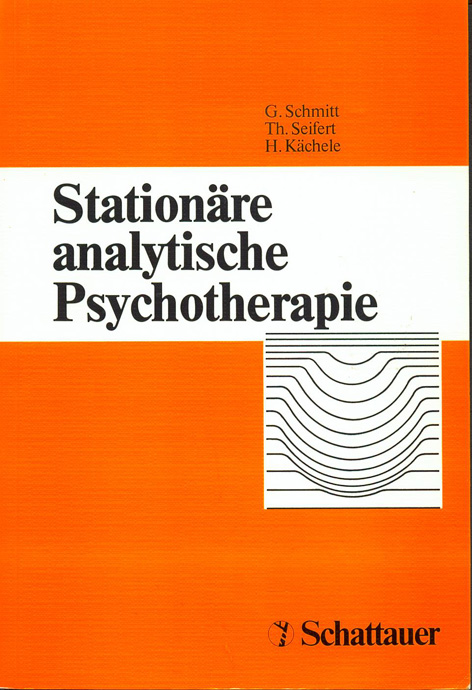 G. Schmitt
Th. Seifert
H. Kächele
Stationäre
analytische
Psychotherapie
Schattauer